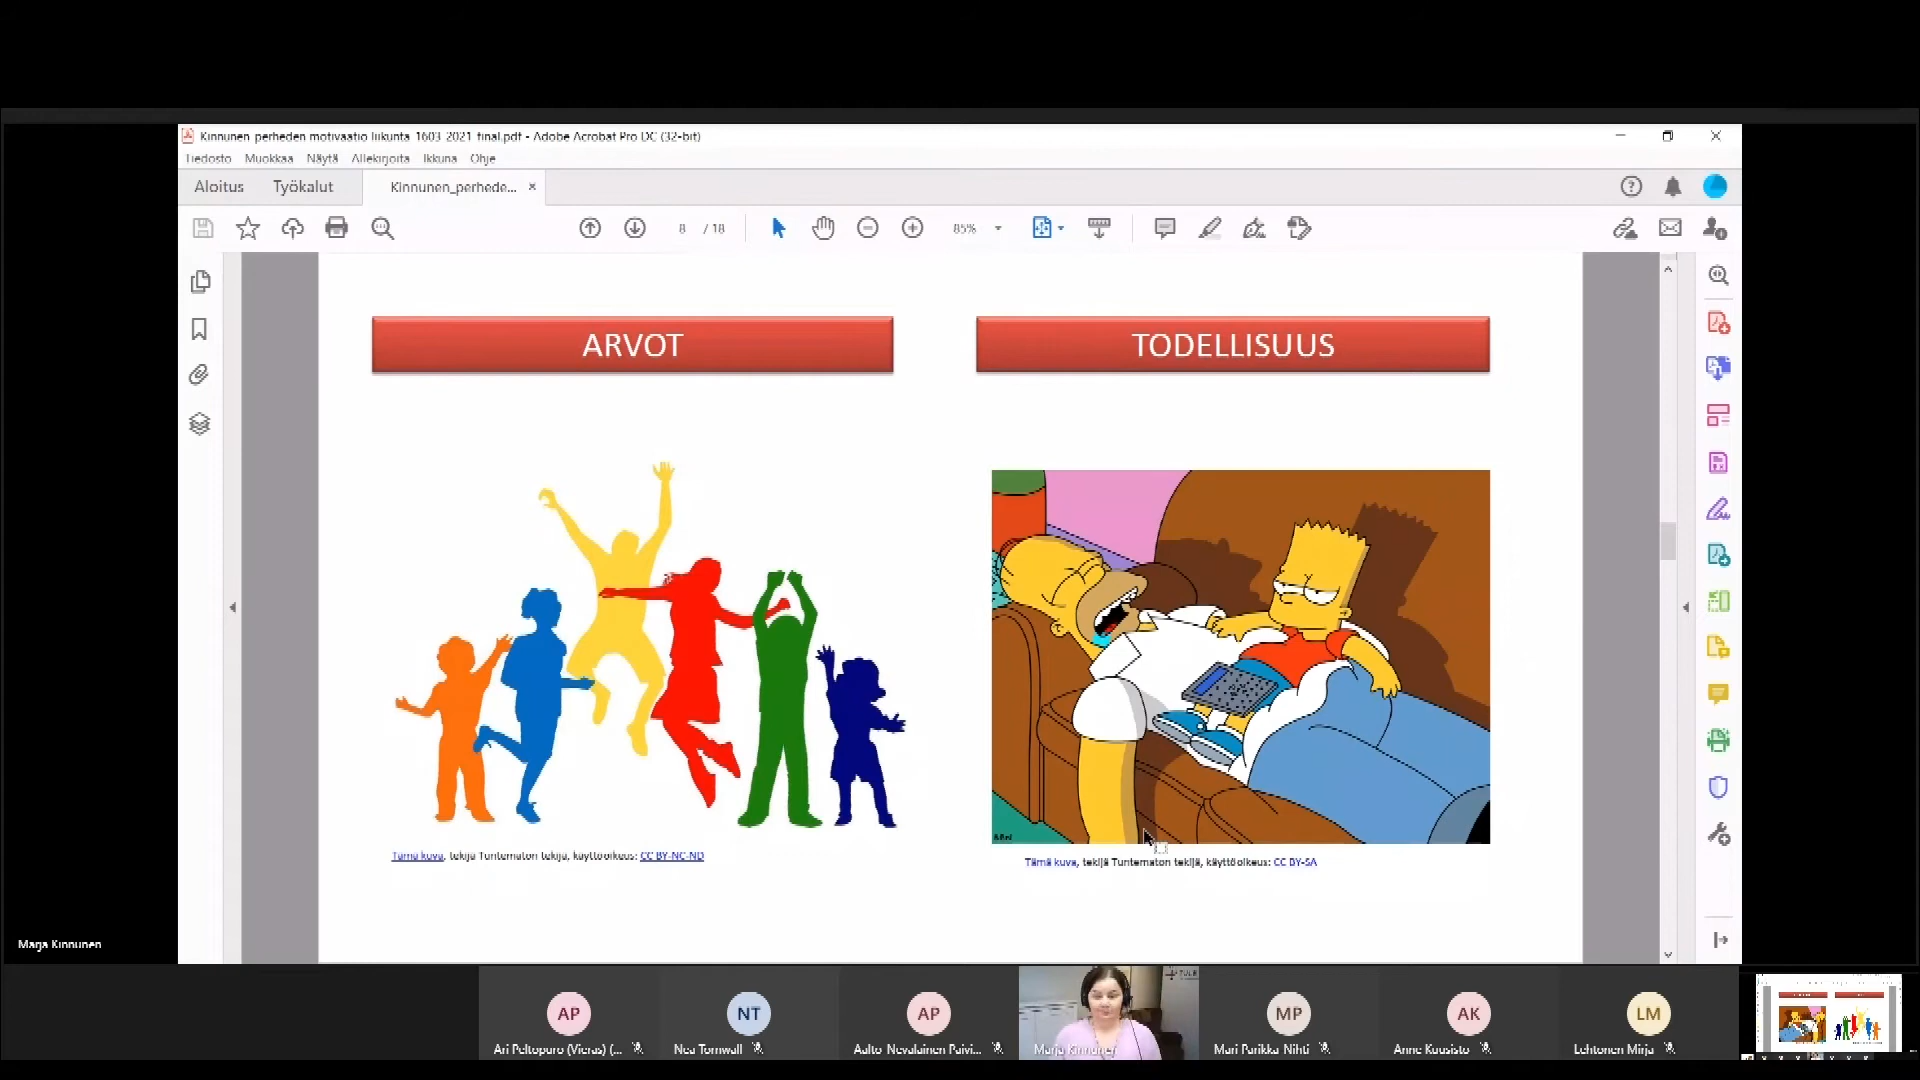 Kinnunen perheden motivaatio liikunta 1603 2021 final.pdf - Adobe Acrobat Pro DC (32-bit)
Tiedosto Muokkaa Näytä Allekirjoita Ikkuna Ohje
Aloitus Työkalut Kinnunen_perhede... ×
8 / 18 85%
ARVOT TODELLISUUS
Tämä kuva, tekijä Tuntematon tekijä, käyttöoikeus: CC BY-NC-ND
Tämä kuva, tekijä Tuntematon tekijä, käyttöoikeus: CC BY-SA
Marja Kinnunen
AP NT AP MP AK LM
Ari Peltopuro (Vieras) (... Nea Tornwall Aalto-Nevalainen Paivi... Marja Kinnunen Mari Parikka-Nihti Anne Kuusisto Lehtonen Mirja